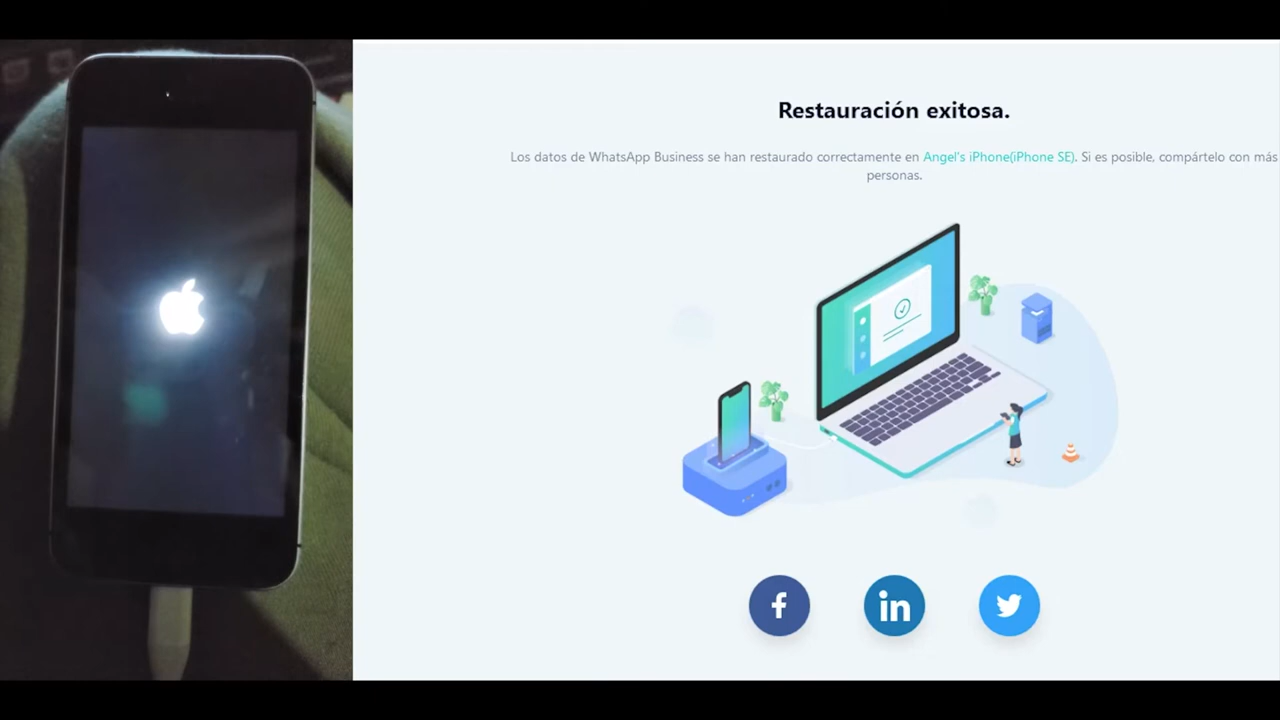 Restauración exitosa.
Los datos de WhatsApp Business se han restaurado correctamente en Angel's iPhone(iPhone SE). Si es posible, compártelo con más
personas.